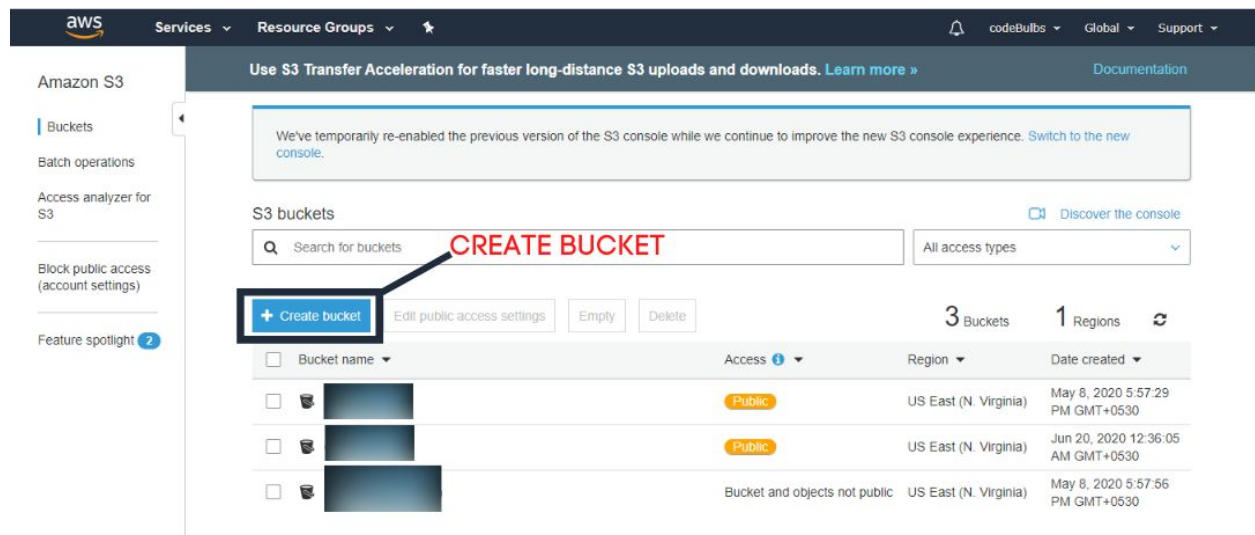 aws Services Resource Groups codeBulbs Global Support
Amazon S3
Use S3 Transfer Acceleration for faster long-distance S3 uploads and downloads. Learn more »
Documentation
Buckets
Batch operations
Access analyzer for
S3
Block public access
(account settings)
Feature spotlight 2
We've temporarily re-enabled the previous version of the S3 console while we continue to improve the new S3 console experience. Switch to the new
console.
S3 buckets
Discover the console
Search for buckets
All access types
CREATE BUCKET
Create bucket Edit public access settings Empty Delete
3 Buckets 1 Regions
Bucket name Access Region Date created
Public US East (N. Virginia) May 8, 2020 5:57:29
PM GMT+0530
Public US East (N. Virginia) Jun 20, 2020 12:36:05
AM GMT+0530
Bucket and objects not public US East (N. Virginia) May 8, 2020 5:57:56
PM GMT+0530